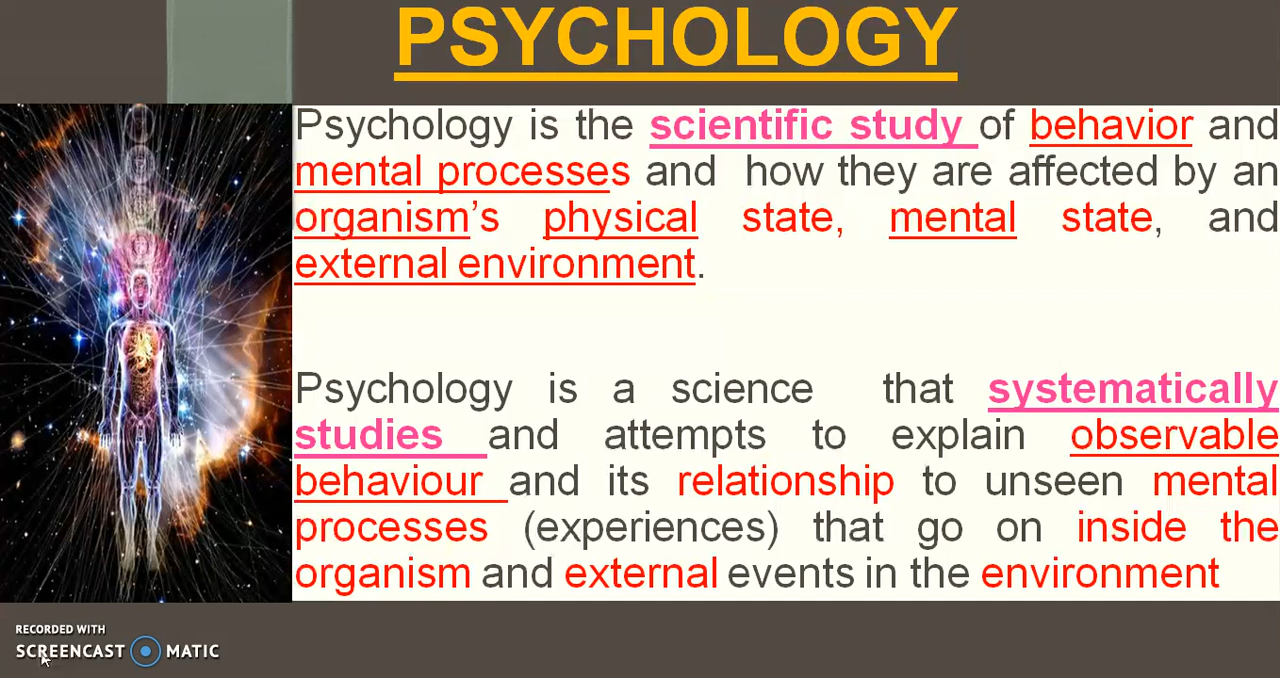 PSYCHOLOGY
Psychology is the scientific study of behavior and
mental processes and how they are affected by an
organism's physical state, mental state, and
external environment.
Psychology is a science that systematically
studies and attempts to explain observable
behaviour and its relationship to unseen mental
processes (experiences) that go on inside the
organism and external events in the environment
RECORDED WITH
SCREENCAST MATIC